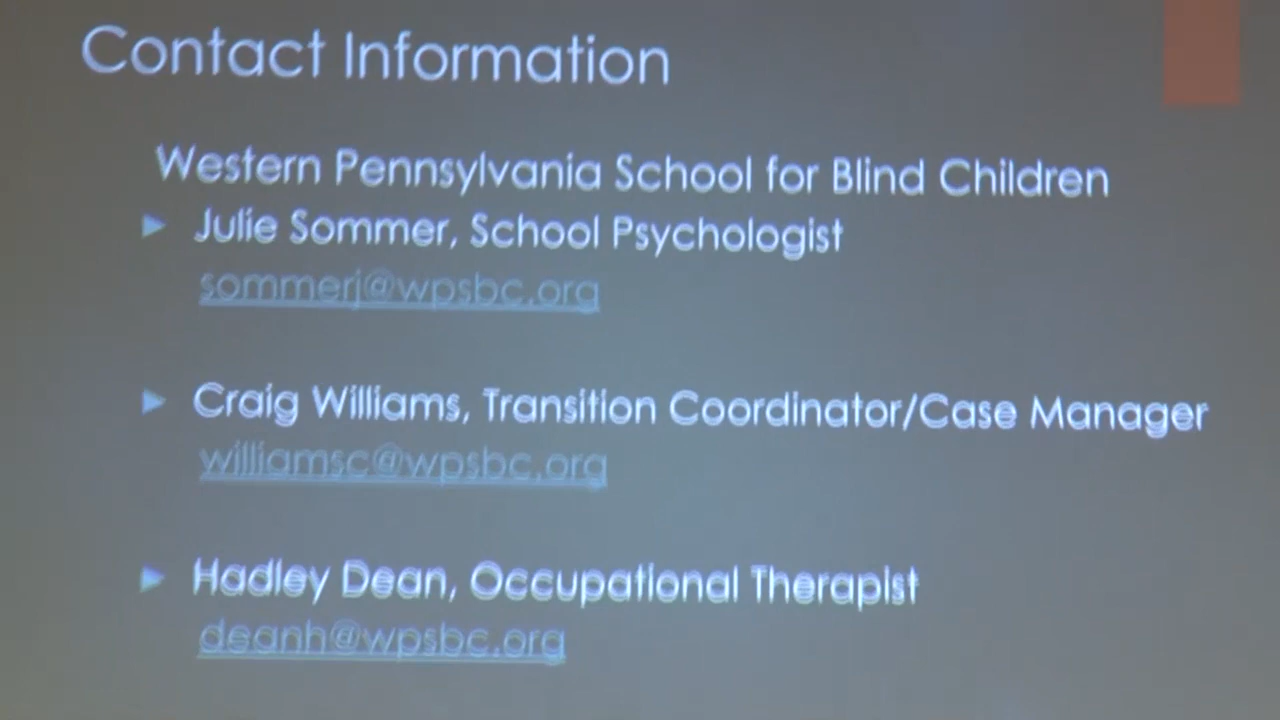 Contact Information
Western Pennsylvania School for Blind Children
Julie Sommer, School Psychologist
sommerj@wpsbc.org
Craig Williams, Transition Coordinator/Case Manager
williamsc@wpsbc.org
Hadley Dean, Occupational Therapist
deanh@wpsbc.org